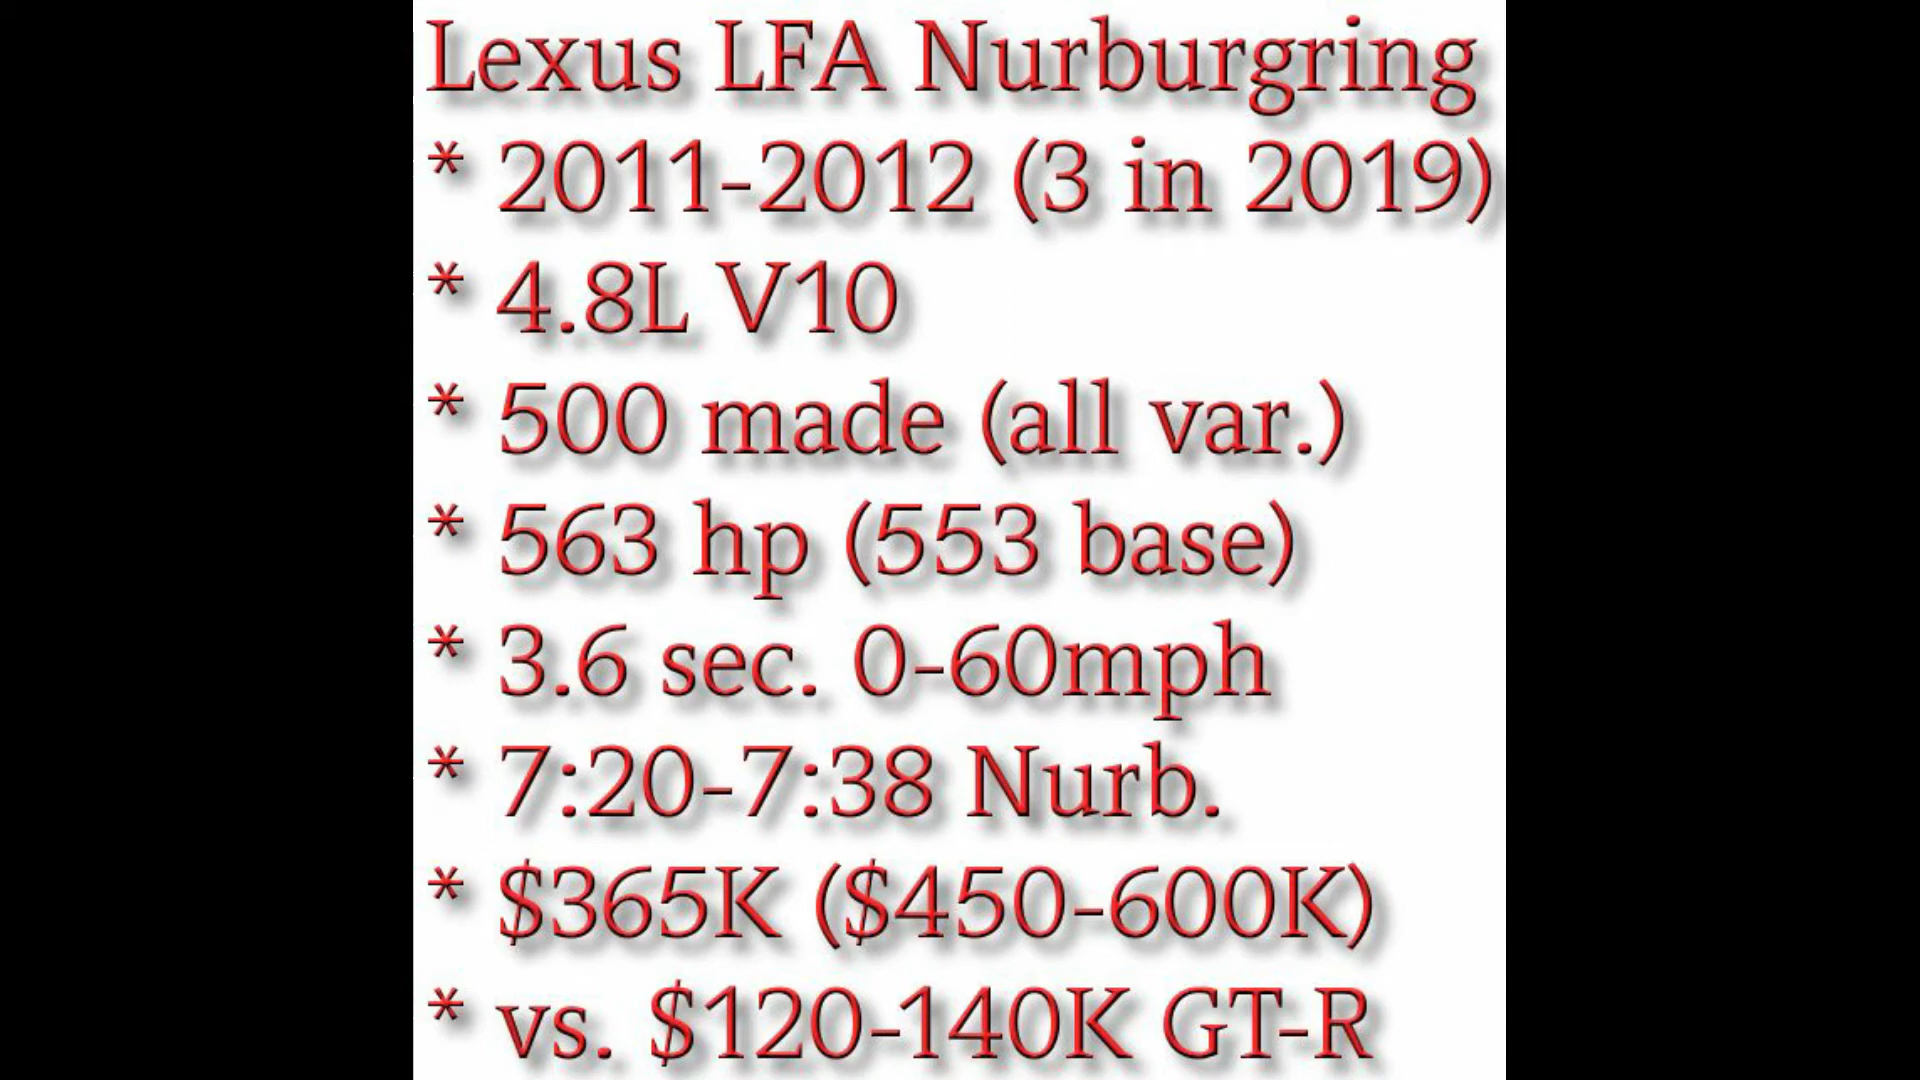 Lexus LFA Nurburgring
* 2011-2012 (3 in 2019)
* 4.8L V10
* 500 made (all var.)
* 563 hp (553 base)
* 3.6 sec. 0-60mph
* 7:20-7:38 Nurb.
* $365K ($450-600K)
* vs. $120-140K GT-R